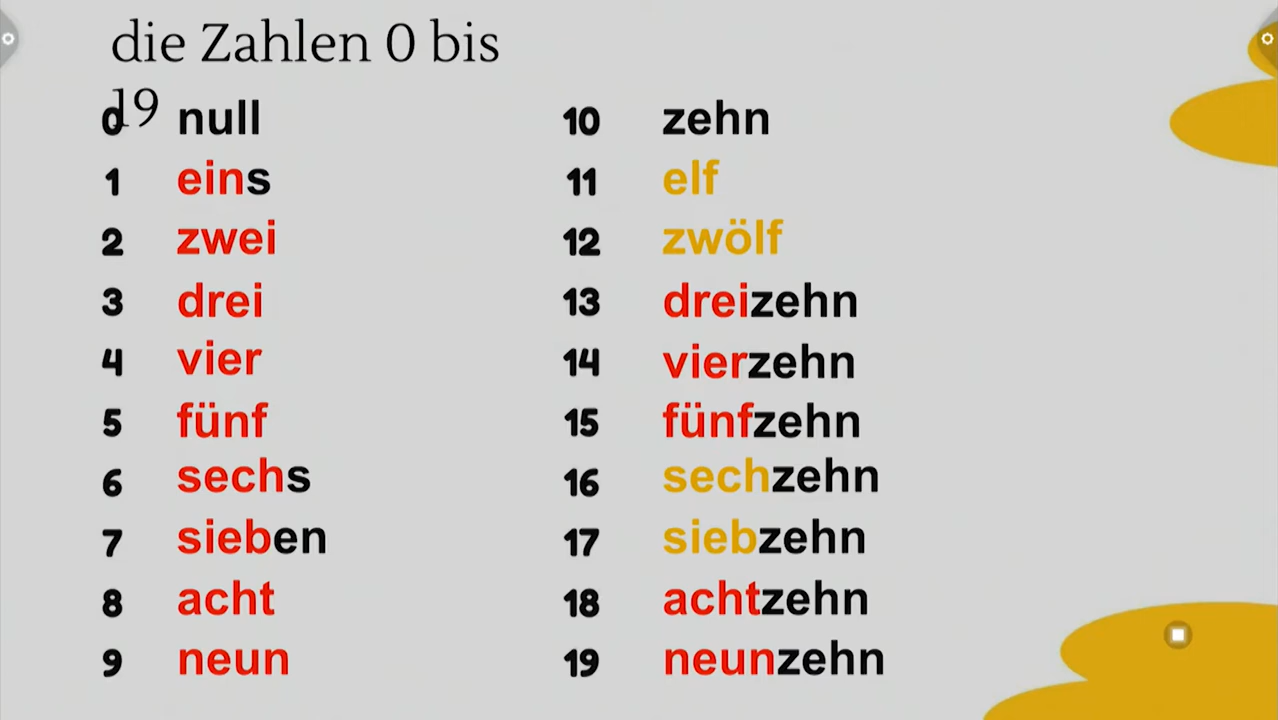 die Zahlen 0 bis
19
0 null
1 eins
2 zwei
3 drei
4 vier
5 fünf
6 sechs
7 sieben
8 acht
9 neun
10 zehn
11 elf
12 zwölf
13 dreizehn
14 vierzehn
15 fünfzehn
16 sechzehn
17 siebzehn
18 achtzehn
19 neunzehn